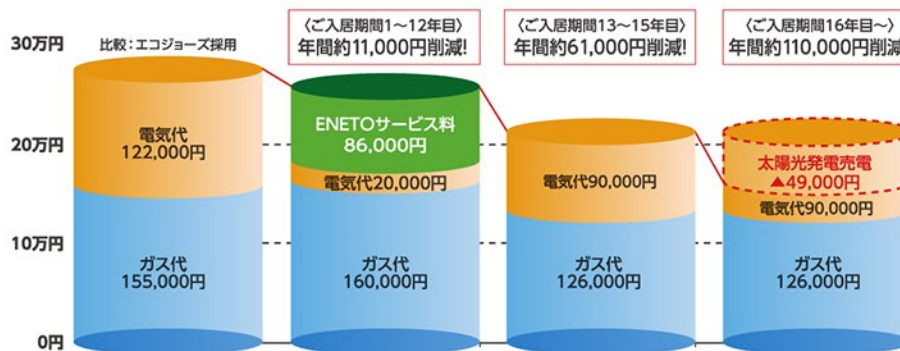 〈ご入居期間1〜12年目〉
年間約11,000円削減!
〈ご入居期間13〜15年目〉
年間約61,000円削減!
〈ご入居期間16年目〜〉
年間約110,000円削減
30万円
比較：エコジョーズ採用
20万円
10万円
0円
電気代
122,000円
ガス代
155,000円
ENETOサービス料
86,000円
電気代20,000円
ガス代
160,000円
電気代90,000円
ガス代
126,000円
太陽光発電売電
▲49,000円
電気代90,000円
ガス代
126,000円